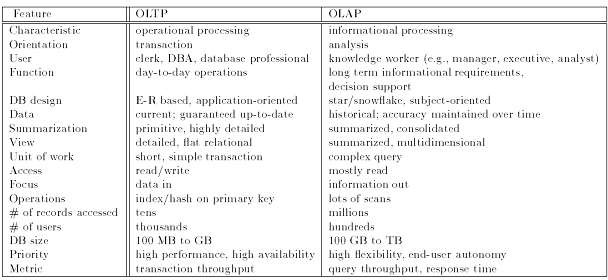 Feature OLTP OLAP
Characteristic operational processing informational processing
Orientation transaction analysis
User clerk, DBA, database professional knowledge worker (e.g., manager, executive, analyst)
Function day-to-day operations long term informational requirements,
decision support
DB design E-R based, application-oriented star/snowflake, subject-oriented
Data current; guaranteed up-to-date historical; accuracy maintained over time
Summarization primitive, highly detailed summarized, consolidated
View detailed, flat relational summarized, multidimensional
Unit of work short, simple transaction complex query
Access read/write mostly read
Focus data in information out
Operations index/hash on primary key lots of scans
# of records accessed tens millions
# of users thousands hundreds
DB size 100 MB to GB 100 GB to TB
Priority high performance, high availability high flexibility, end-user autonomy
Metric transaction throughput query throughput, response time